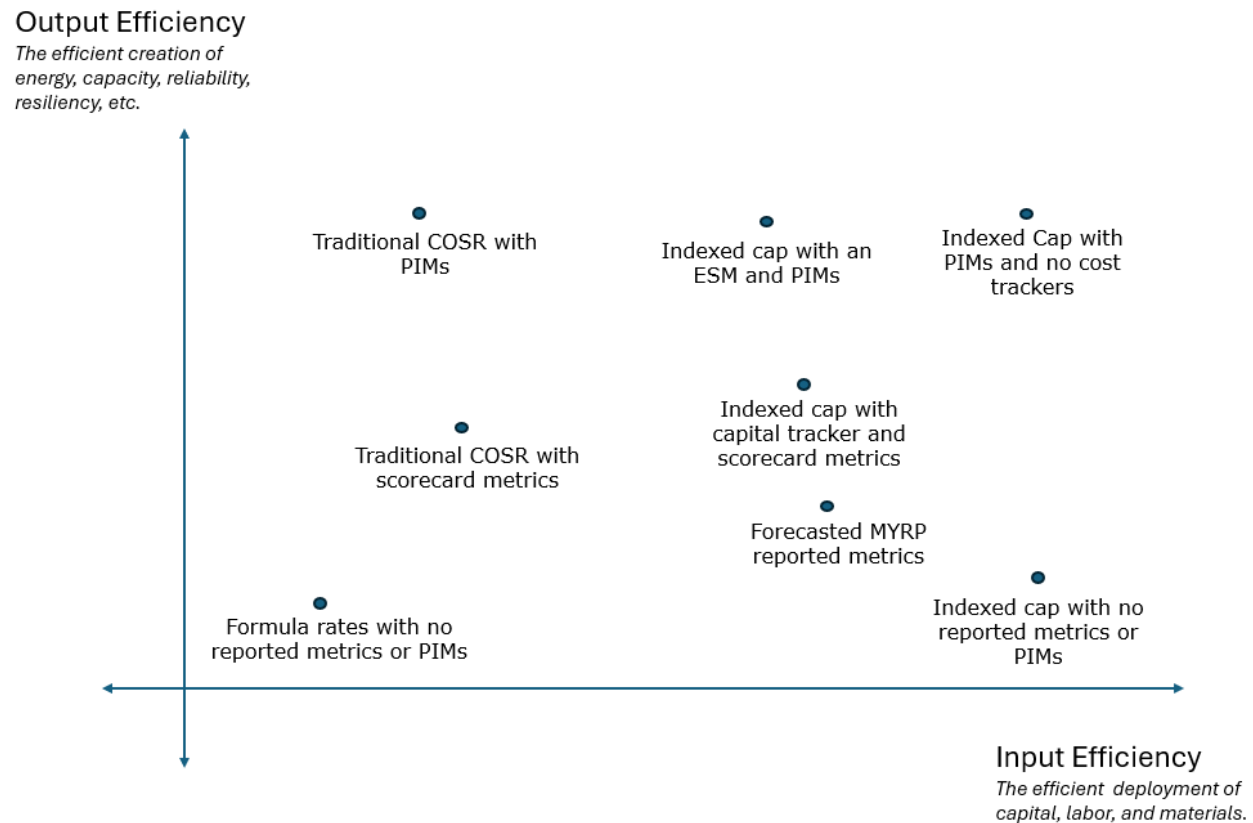 Output Efficiency
The efficient creation of
energy, capacity, reliability,
resiliency, etc.
Traditional COSR with
PIMs
Indexed cap with an
ESM and PIMs
Indexed Cap with
PIMs and no cost
trackers
Indexed cap with
capital tracker and
scorecard metrics
Traditional COSR with
scorecard metrics
Forecasted MYRP
reported metrics
Indexed cap with no
reported metrics or
PIMs
Formula rates with no
reported metrics or PIMs
Input Efficiency
The efficient  deployment of
capital, labor, and materials.